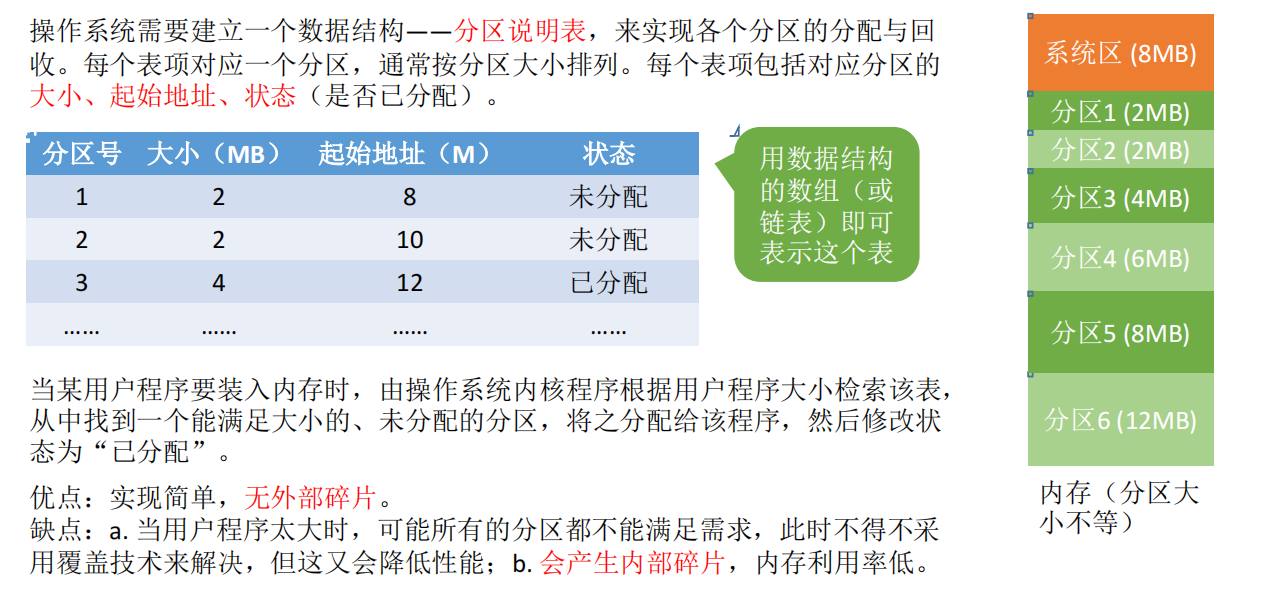 操作系统需要建立一个数据结构——分区说明表，来实现各个分区的分配与回
收。每个表项对应一个分区，通常按分区大小排列。每个表项包括对应分区的
大小、起始地址、状态（是否已分配）。
分区号 大小（MB） 起始地址（M） 状态
1 2 8 未分配
2 2 10 未分配
3 4 12 已分配
…… …… …… ……
用数据结构
的数组（或
链表）即可
表示这个表
当某用户程序要装入内存时，由操作系统内核程序根据用户程序大小检索该表，
从中找到一个能满足大小的、未分配的分区，将之分配给该程序，然后修改状
态为“已分配”。
优点：实现简单，无外部碎片。
缺点：a. 当用户程序太大时，可能所有的分区都不能满足需求，此时不得不采
用覆盖技术来解决，但这又会降低性能；b. 会产生内部碎片，内存利用率低。
系统区 (8MB)
分区1 (2MB)
分区2 (2MB)
分区3 (4MB)
分区4 (6MB)
分区5 (8MB)
分区6 (12MB)
内存（分区大
小不等）